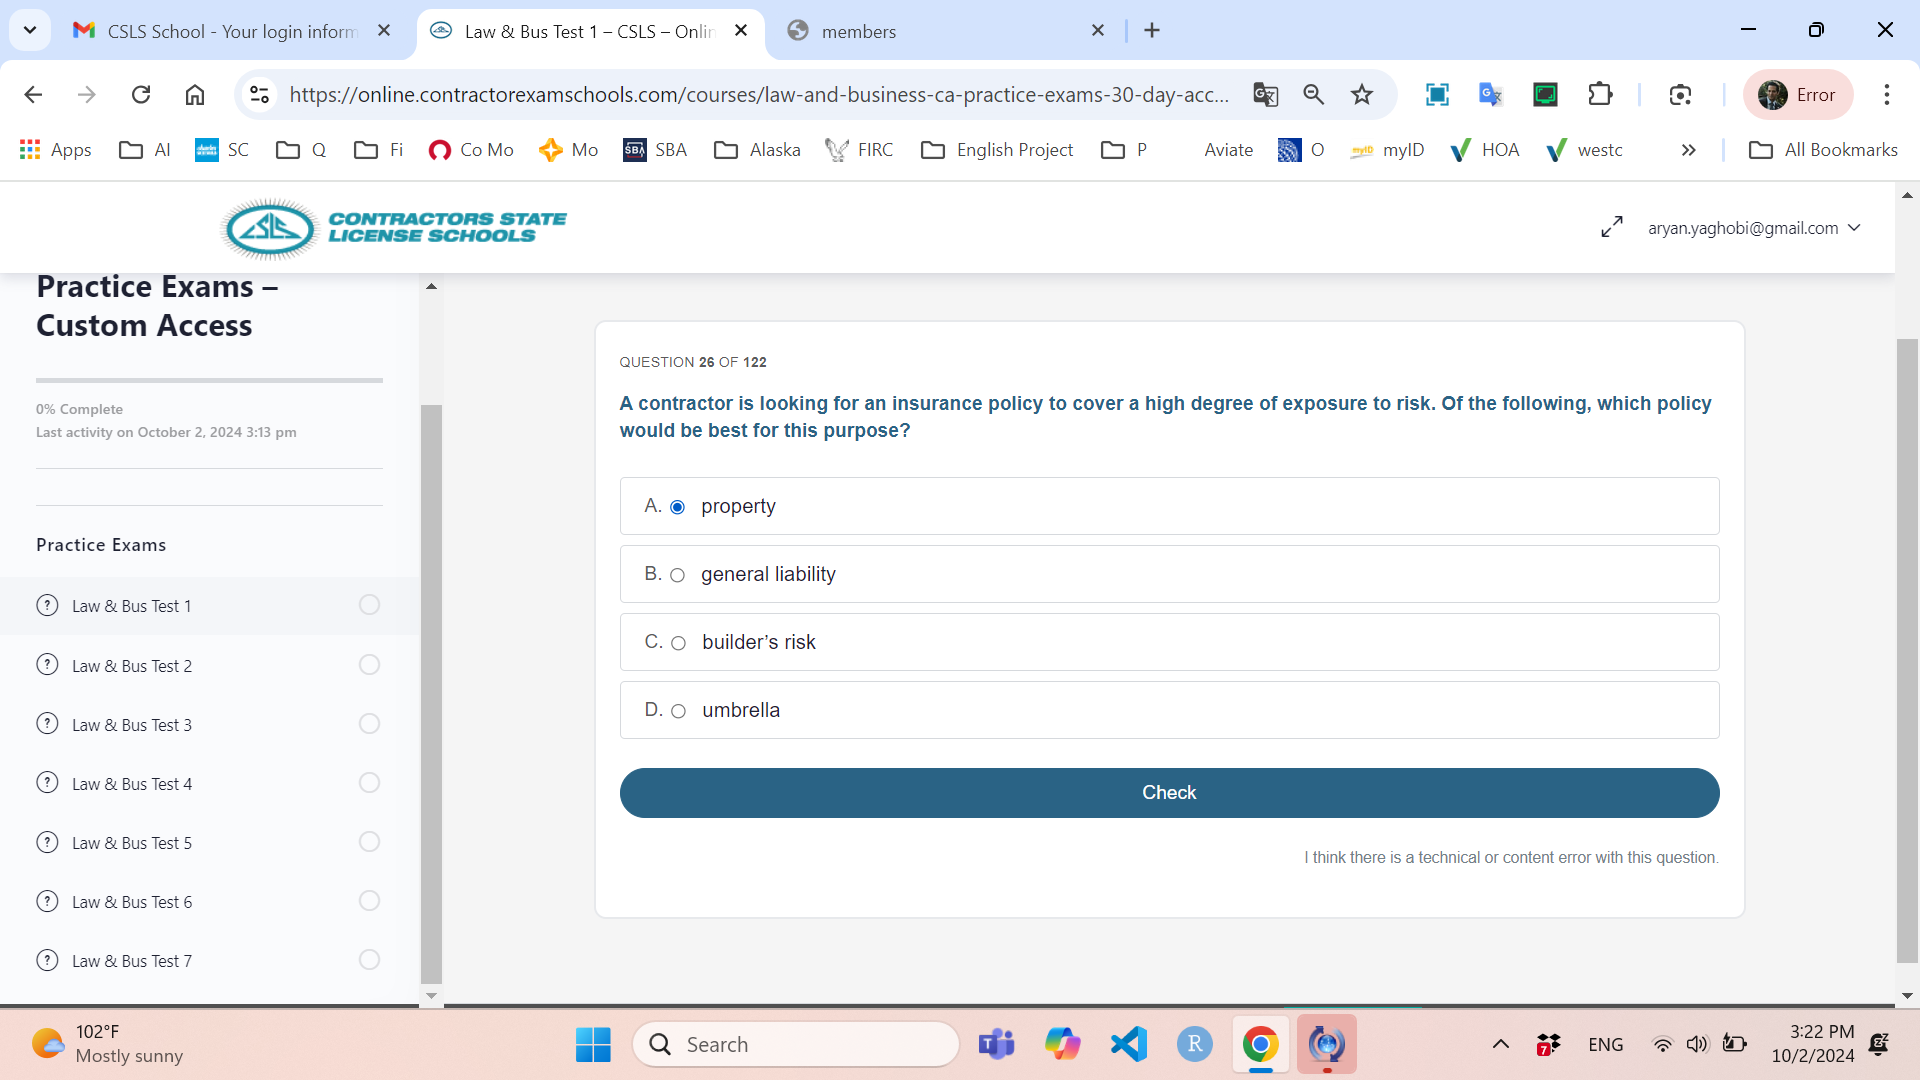 CSLS School - Your login inform
Law & Bus Test 1 – CSLS – Onlin
members
https://online.contractorexamschools.com/courses/law-and-business-ca-practice-exams-30-day-acc...
Error
Apps
AI
SC
Q
Fi
Co Mo
Mo
SBA
SBA
Alaska
FIRC
English Project
P
Aviate
O
myID
myID
HOA
westc
All Bookmarks
CSLS
CONTRACTORS STATE
LICENSE SCHOOLS
aryan.yaghobi@gmail.com
Practice Exams –
Custom Access
0% Complete
Last activity on October 2, 2024 3:13 pm
Practice Exams
Law & Bus Test 1
Law & Bus Test 2
Law & Bus Test 3
Law & Bus Test 4
Law & Bus Test 5
Law & Bus Test 6
Law & Bus Test 7
QUESTION 26 OF 122
A contractor is looking for an insurance policy to cover a high degree of exposure to risk. Of the following, which policy
would be best for this purpose?
A. property
B. general liability
C. builder’s risk
D. umbrella
Check
I think there is a technical or content error with this question.
102°F
Mostly sunny
Search
R
7
ENG
3:22 PM
10/2/2024